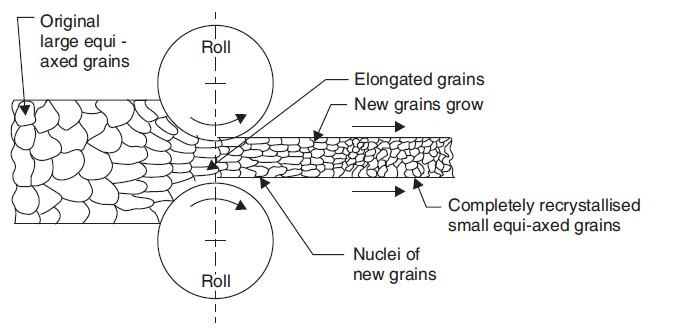 Original
large equi -
axed grains
Roll
Elongated grains
New grains grow
Completely recrystallised
small equi-axed grains
Nuclei of
new grains
Roll